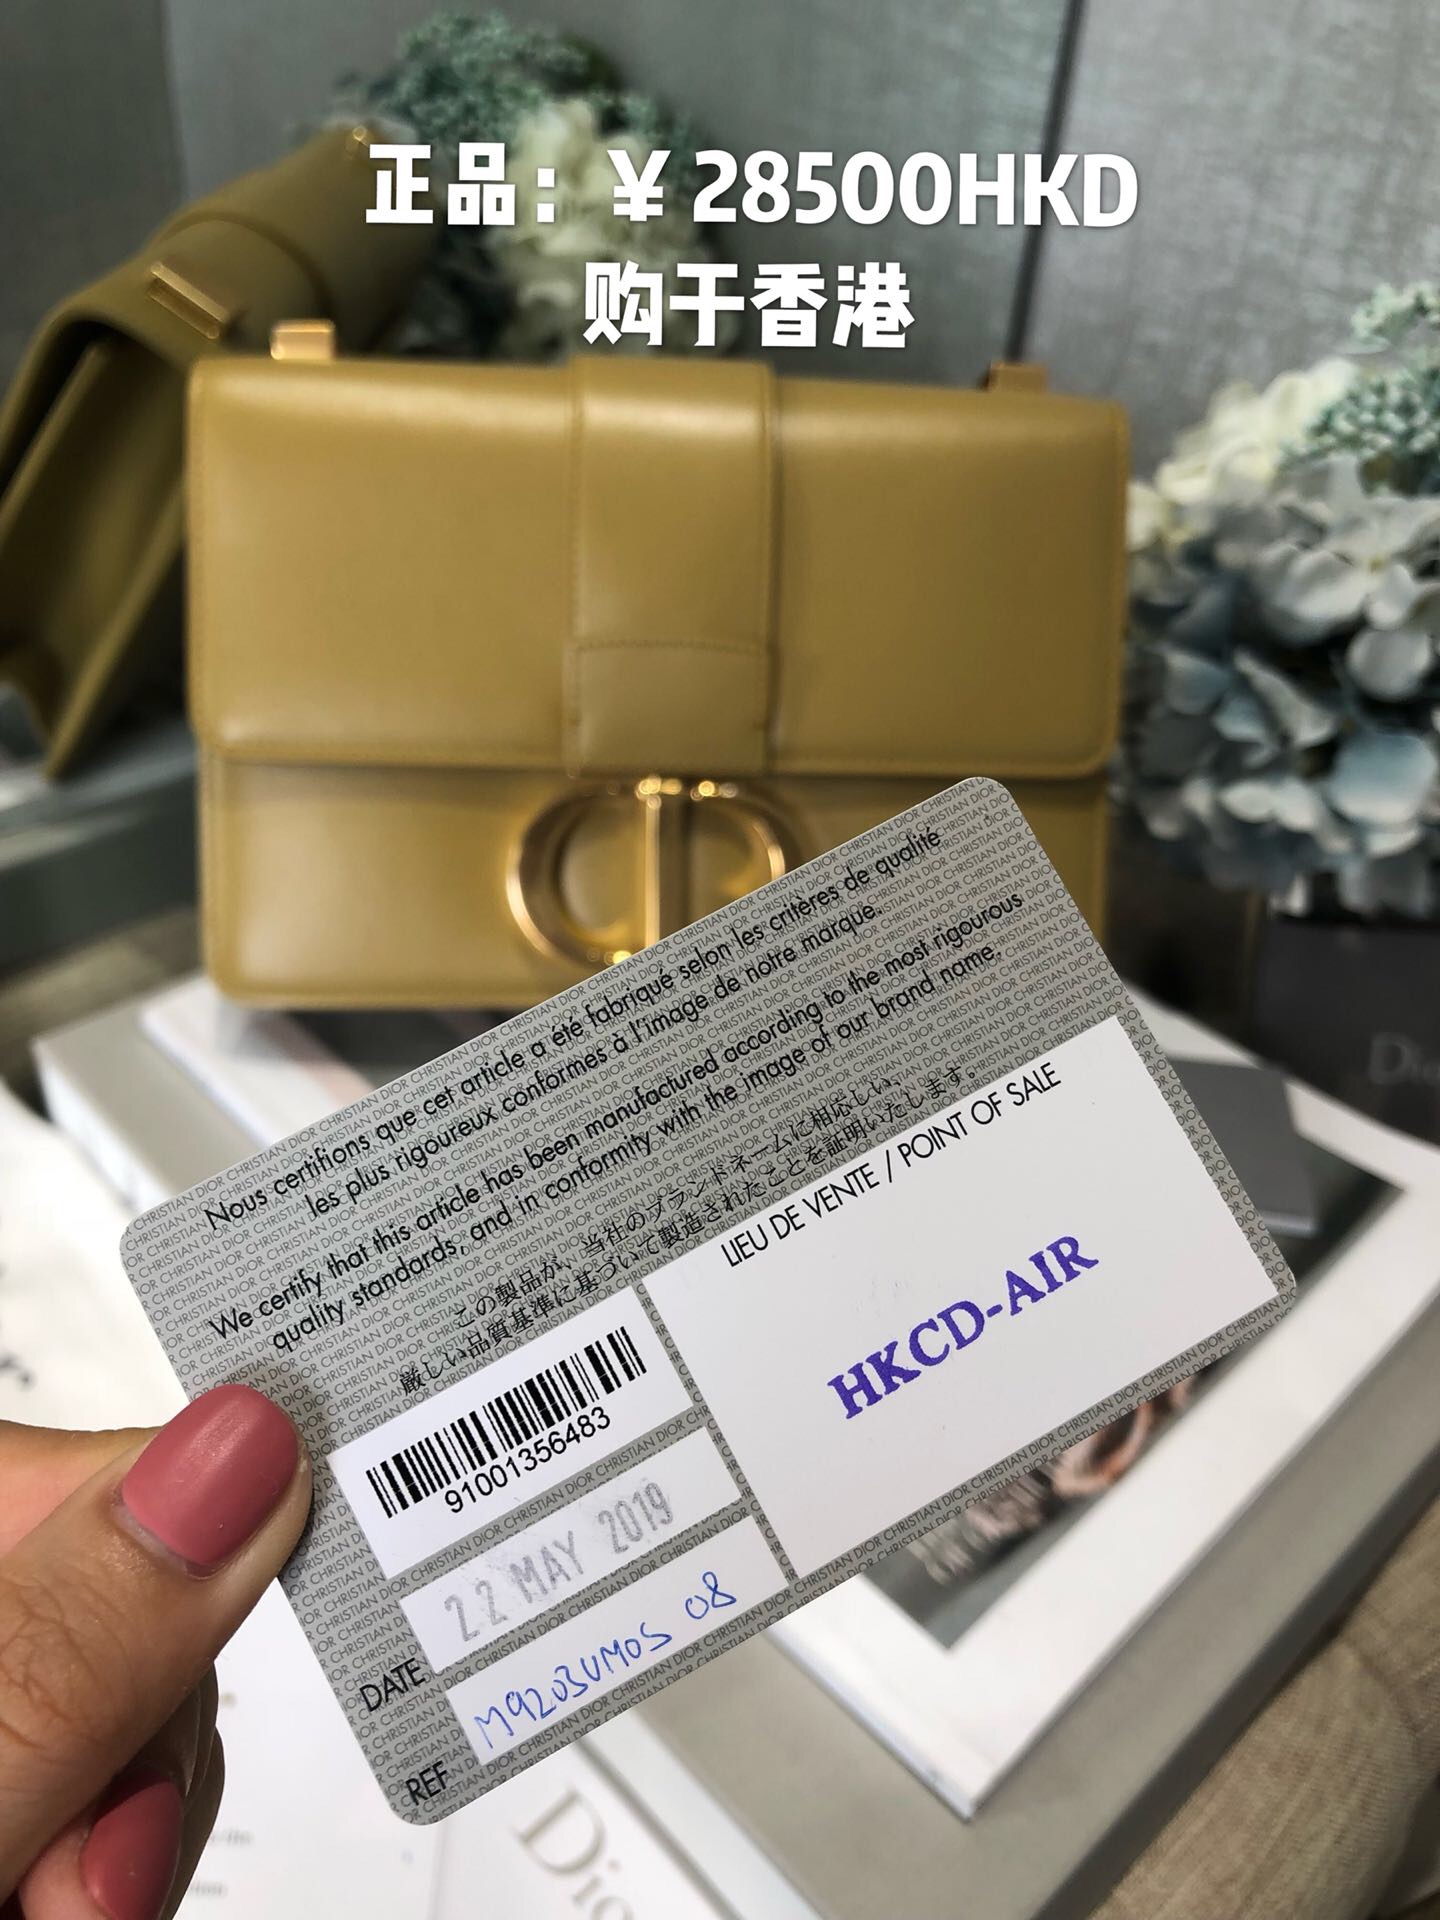 正品：￥28500HKD
购于香港
Nous certifions que cet article a été fabriqué selon les critères de qualité
les plus rigoureux conformes à l'image de notre marque.
We certify that this article has been manufactured according to the most rigourous
quality standards, and in conformity with the image of our brand name.
この製品が、当社のブランドネームに相応しい、
厳しい品質基準に基づいて製造されたことを証明いたします。
LIEU DE VENTE / POINT OF SALE
HKCD-AIR
91001356483
DATE
22 MAY 2019
REF
M9203UMOS 08
Dior